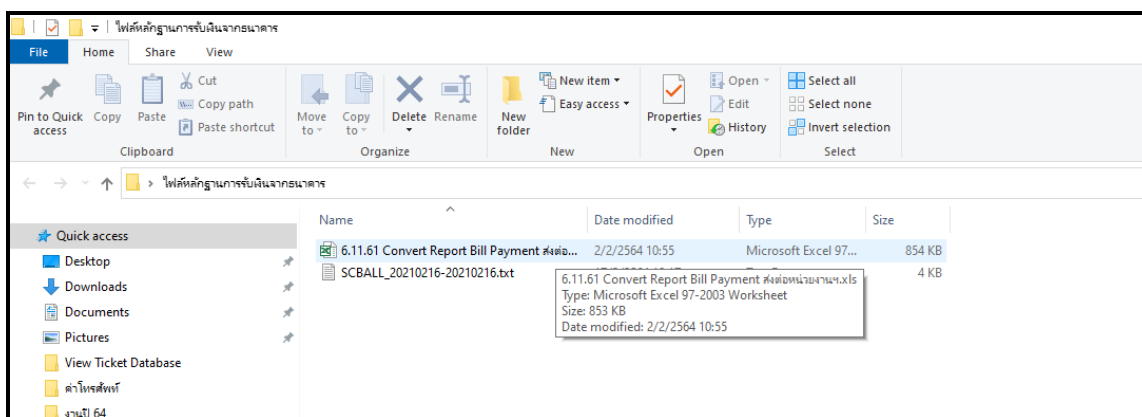 ไฟล์หลักฐานการรับเงินจากธนาคาร
File Home Share View
Pin to Quick access
Copy
Paste
Cut
Copy path
Paste shortcut
Clipboard
Move to
Copy to
Delete
Rename
Organize
New folder
New item
Easy access
New
Properties
Open
Edit
History
Open
Select all
Select none
Invert selection
Select
ไฟล์หลักฐานการรับเงินจากธนาคาร
Name Date modified Type Size
Quick access
Desktop
Downloads
Documents
Pictures
View Ticket Database
ค่าโทรศัพท์
งานปี 64
6.11.61 Convert Report Bill Payment ส่งต่อ... 2/2/2564 10:55 Microsoft Excel 97... 854 KB
SCBALL_20210216-20210216.txt 4 KB
6.11.61 Convert Report Bill Payment ส่งต่อหน่วยงานฯ.xls
Type: Microsoft Excel 97-2003 Worksheet
Size: 853 KB
Date modified: 2/2/2564 10:55